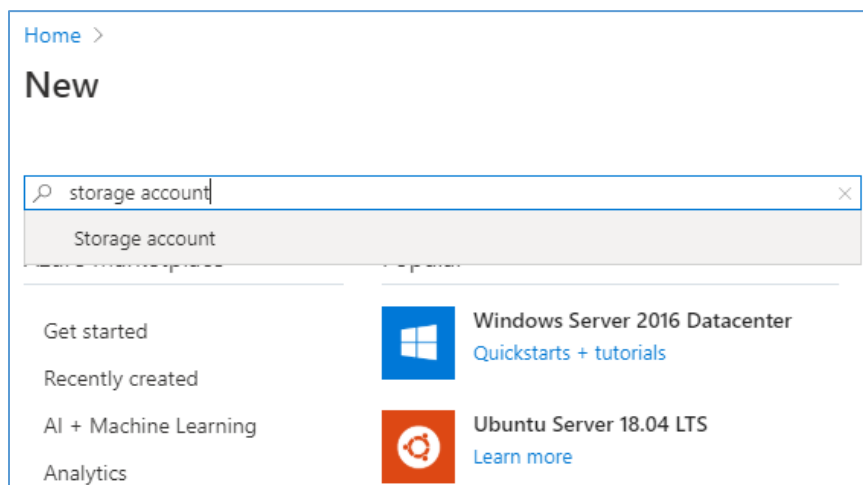 Home >
New
storage account
Storage account
Get started
Recently created
AI + Machine Learning
Analytics
Windows Server 2016 Datacenter
Quickstarts + tutorials
Ubuntu Server 18.04 LTS
Learn more